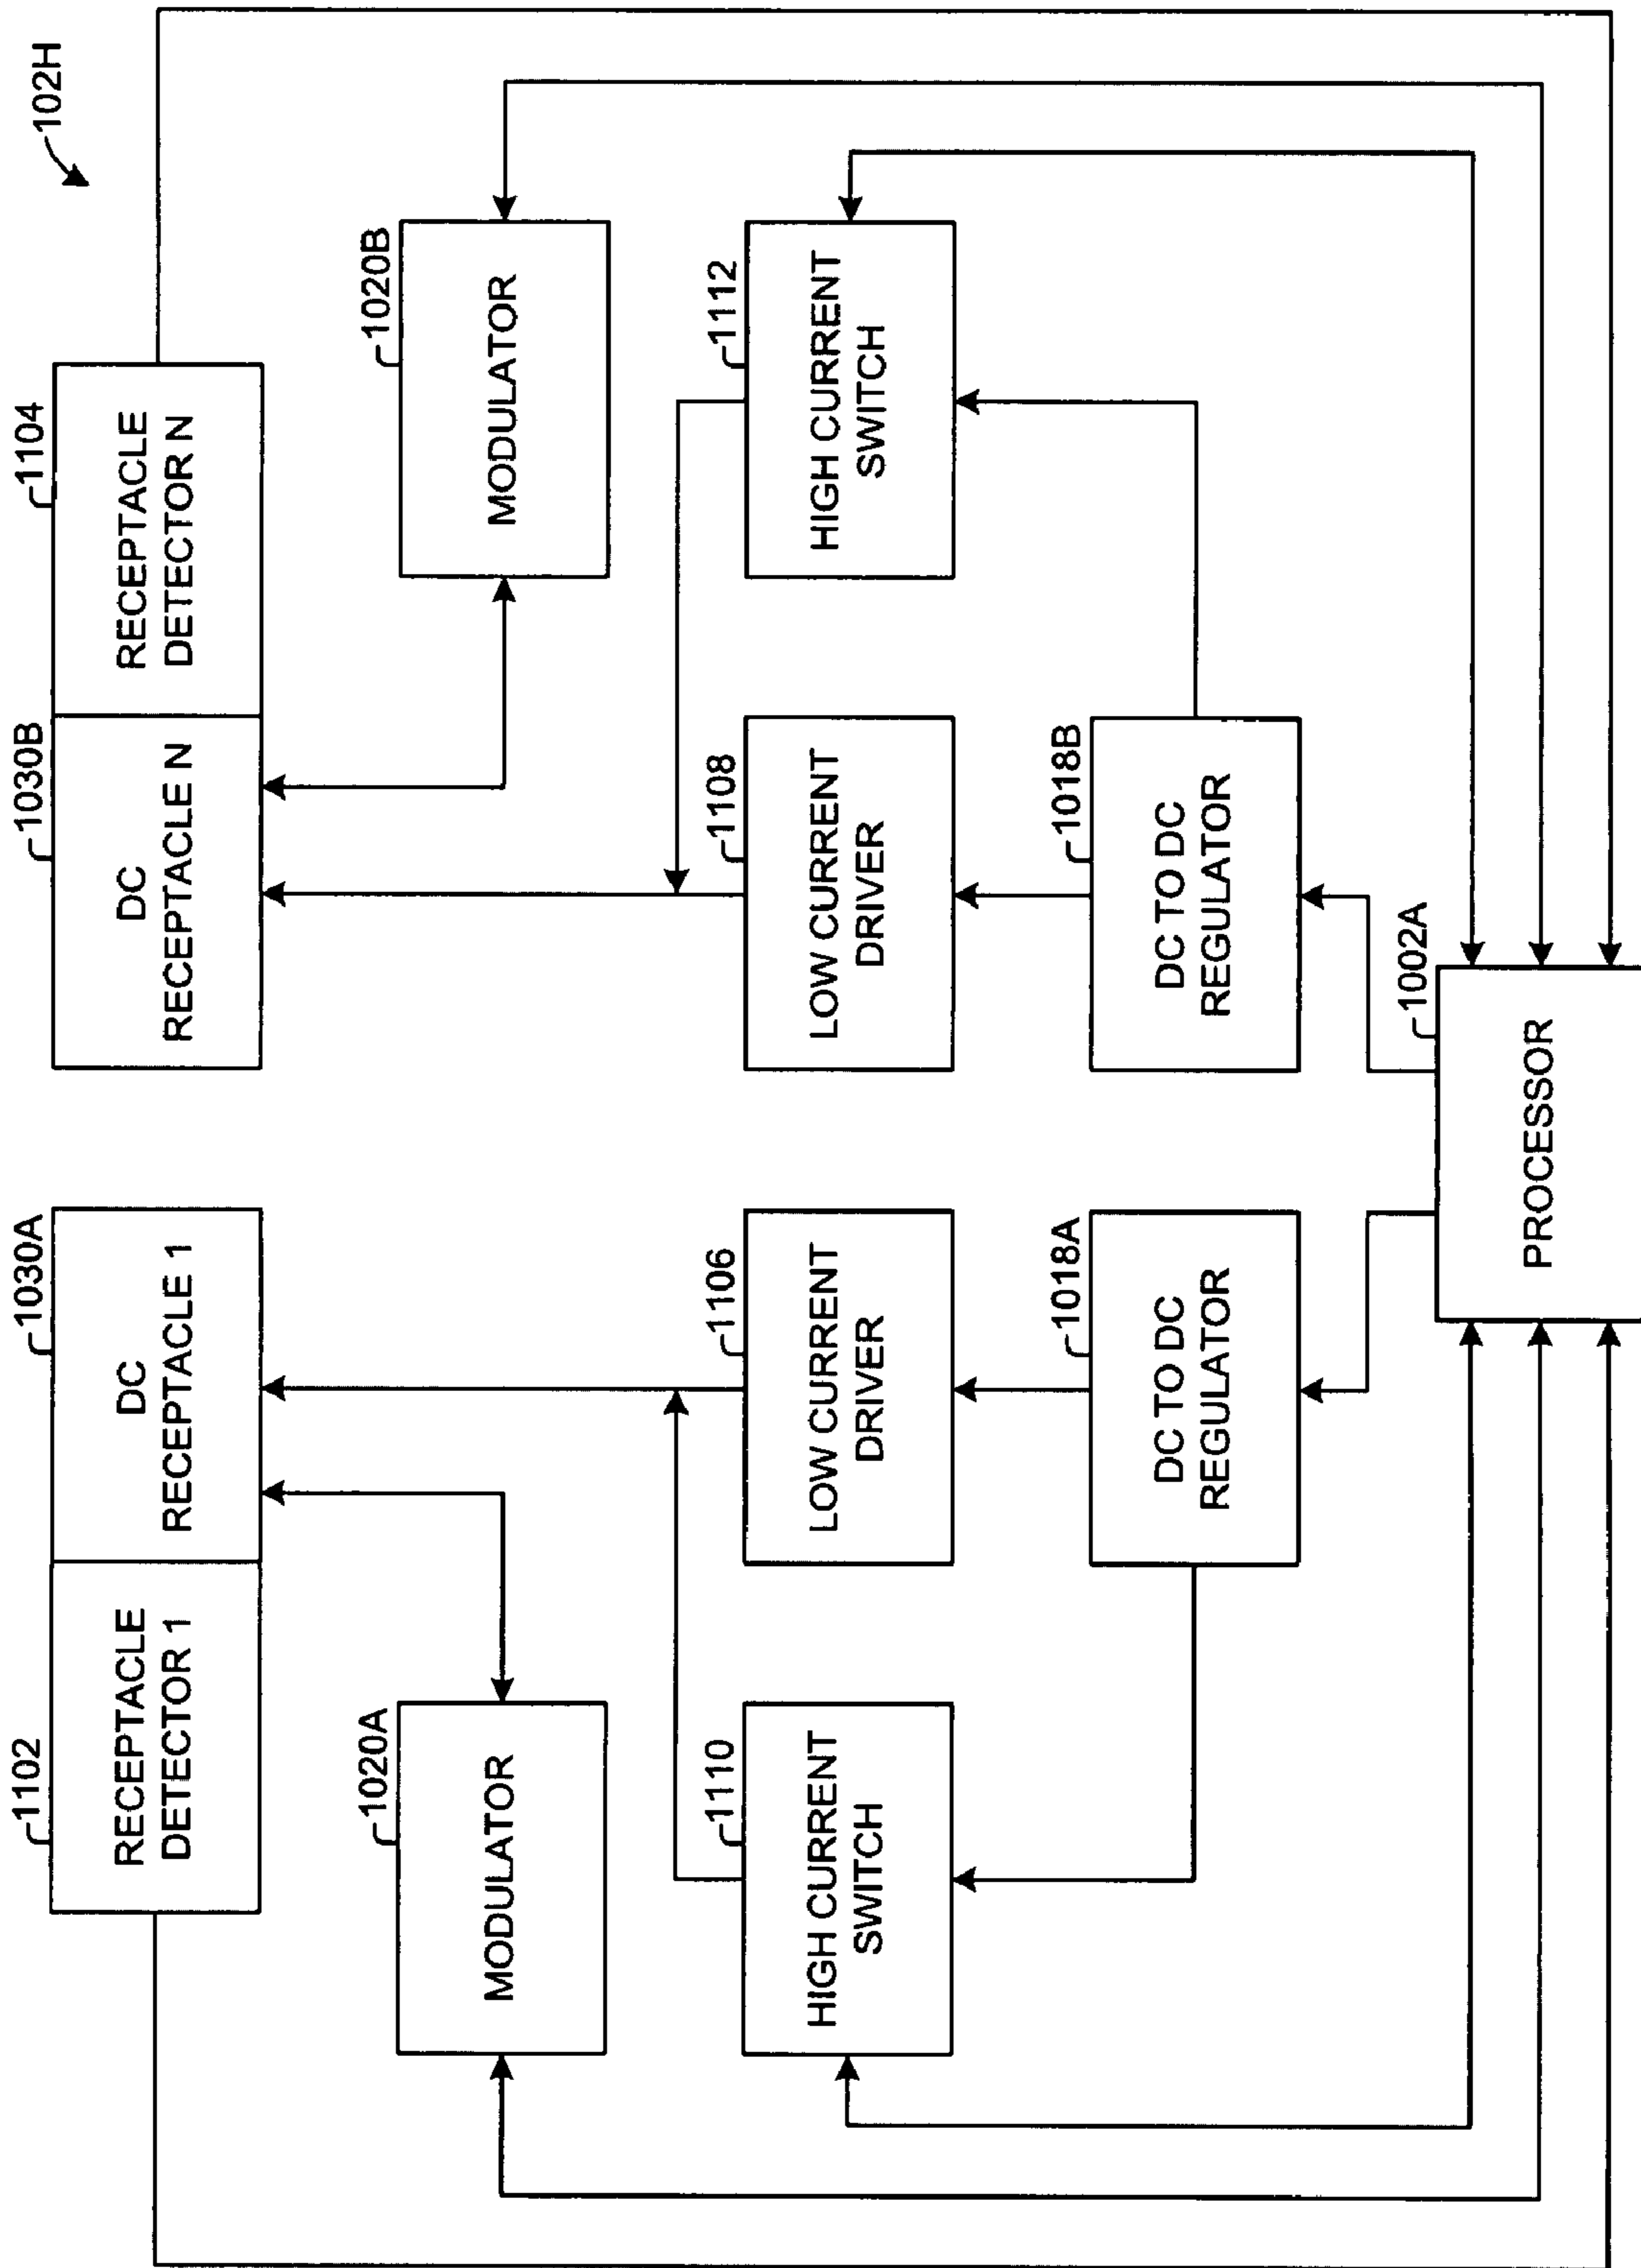 102H
1102
RECEPTACLE
DETECTOR 1
1030A
DC
RECEPTACLE 1
1030B
DC
RECEPTACLE N
1104
RECEPTACLE
DETECTOR N
1020A
MODULATOR
1020B
MODULATOR
1110
HIGH CURRENT
SWITCH
1106
LOW CURRENT
DRIVER
1108
LOW CURRENT
DRIVER
1112
HIGH CURRENT
SWITCH
1018A
DC TO DC
REGULATOR
1018B
DC TO DC
REGULATOR
1002A
PROCESSOR